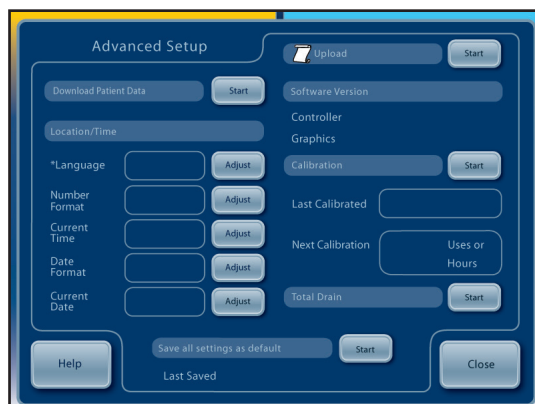 Advanced Setup
Upload
Start
Download Patient Data
Start
Software Version
Controller
Graphics
Location/Time
*Language
Adjust
Calibration
Start
Number
Format
Adjust
Last Calibrated
Current
Time
Adjust
Next Calibration
Uses or
Hours
Date
Format
Adjust
Current
Date
Adjust
Total Drain
Start
Save all settings as default
Start
Last Saved
Help
Close